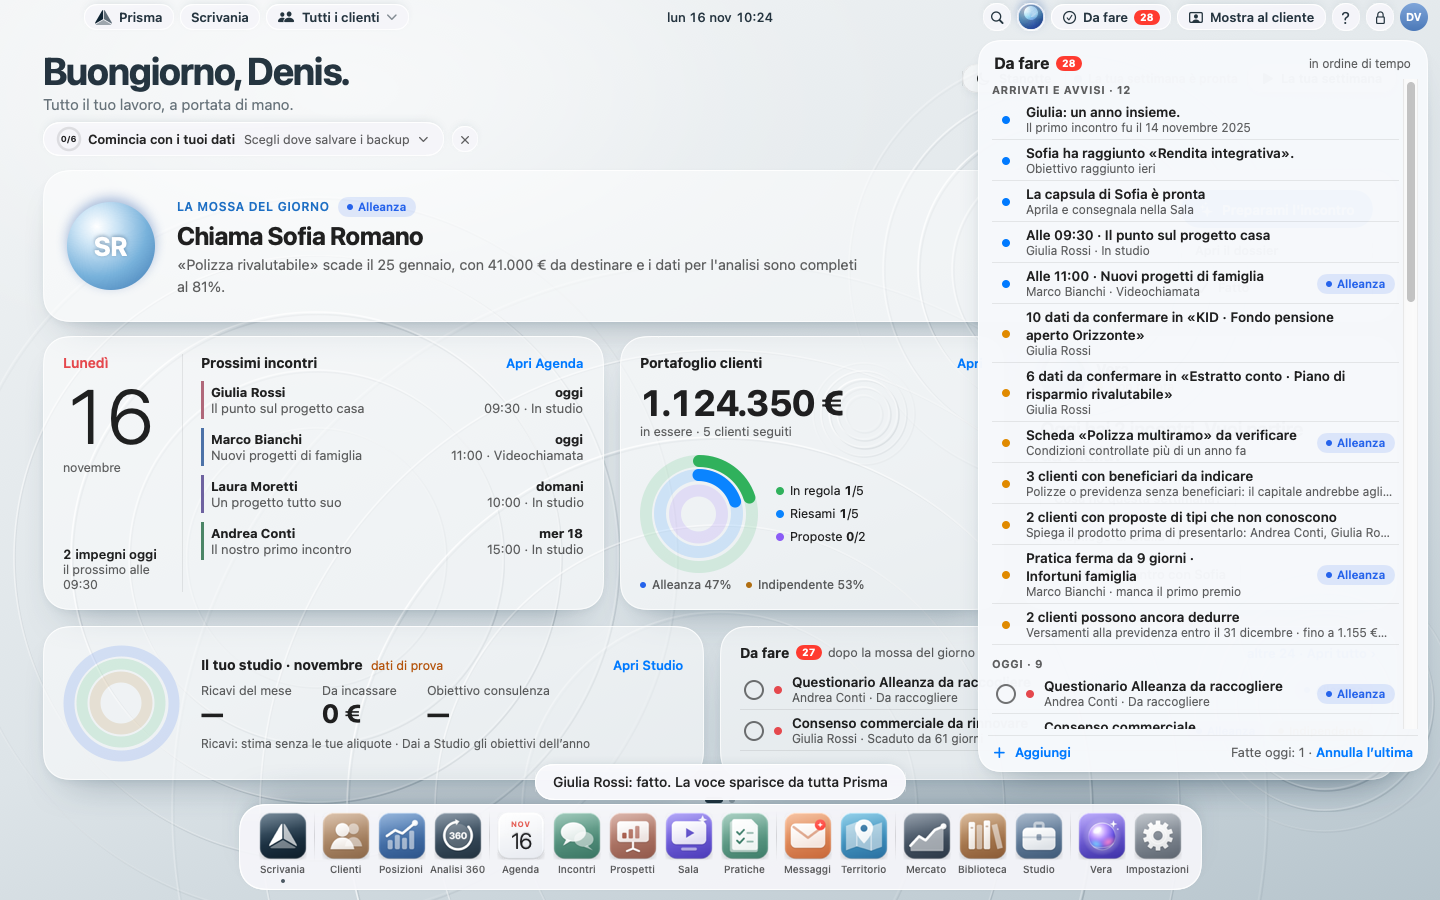 Prisma
Scrivania
Tutti i clienti
lun 16 nov 10:24
Da fare 28
Mostra al cliente
?
DV
Buongiorno, Denis.
Tutto il tuo lavoro, a portata di mano.
0/6 Comincia con i tuoi dati Scegli dove salvare i backup
SR
LA MOSSA DEL GIORNO
Alleanza
Chiama Sofia Romano
«Polizza rivalutabile» scade il 25 gennaio, con 41.000 € da destinare e i dati per l'analisi sono completi
al 81%.
Lunedì
16
novembre
2 impegni oggi
il prossimo alle
09:30
Prossimi incontri
Apri Agenda
Giulia Rossi oggi
Il punto sul progetto casa 09:30 · In studio
Marco Bianchi oggi
Nuovi progetti di famiglia 11:00 · Videochiamata
Laura Moretti domani
Un progetto tutto suo 10:00 · In studio
Andrea Conti mer 18
Il nostro primo incontro 15:00 · In studio
Portafoglio clienti
1.124.350 €
in essere · 5 clienti seguiti
In regola 1/5
Riesami 1/5
Proposte 0/2
Alleanza 47%
Indipendente 53%
Il tuo studio · novembre dati di prova
Apri Studio
Ricavi del mese
—
Da incassare
0 €
Obiettivo consulenza
—
Ricavi: stima senza le tue aliquote · Dai a Studio gli obiettivi dell'anno
Da fare 27 dopo la mossa del giorno
Questionario Alleanza da rac
Andrea Conti · Da raccogliere
Consenso commerciale da ri
Giulia Rossi · Scaduto da 61 gior
Da fare 28
in ordine di tempo
ARRIVATI E AVVISI · 12
Giulia: un anno insieme.
Il primo incontro fu il 14 novembre 2025
Sofia ha raggiunto «Rendita integrativa».
Obiettivo raggiunto ieri
La capsula di Sofia è pronta
Aprila e consegnala nella Sala
Alle 09:30 · Il punto sul progetto casa
Giulia Rossi · In studio
Alle 11:00 · Nuovi progetti di famiglia
Marco Bianchi · Videochiamata
Alleanza
10 dati da confermare in «KID · Fondo pensione
aperto Orizzonte»
Giulia Rossi
6 dati da confermare in «Estratto conto · Piano di
risparmio rivalutabile»
Giulia Rossi
Scheda «Polizza multiramo» da verificare
Condizioni controllate più di un anno fa
Alleanza
3 clienti con beneficiari da indicare
Polizze o previdenza senza beneficiari: il capitale andrebbe agli...
2 clienti con proposte di tipi che non conoscono
Spiega il prodotto prima di presentarlo: Andrea Conti, Giulia Ro...
Pratica ferma da 9 giorni ·
Infortuni famiglia
Marco Bianchi · manca il primo premio
Alleanza
2 clienti possono ancora dedurre
Versamenti alla previdenza entro il 31 dicembre · fino a 1.155 €...
OGGI · 9
Questionario Alleanza da raccogliere
Andrea Conti · Da raccogliere
Alleanza
Consenso commerciale
+ Aggiungi
Fatte oggi: 1 · Annulla l'ultima
Giulia Rossi: fatto. La voce sparisce da tutta Prisma
360
NOV
16
Scrivania
Clienti
Posizioni
Analisi 360
Agenda
Incontri
Prospetti
Sala
Pratiche
Messaggi
Territorio
Mercato
Biblioteca
Studio
Vera
Impostazioni